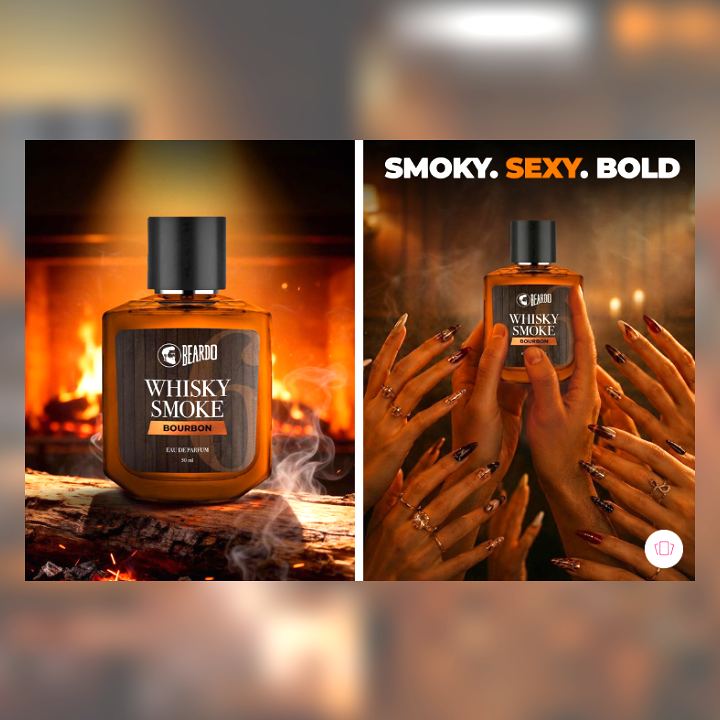 BEARDO
WHISKY
SMOKE
BOURBON
EAU DE PARFUM
50 ml
SMOKY. SEXY. BOLD
BEARDO
WHISKY
SMOKE
BOURBON